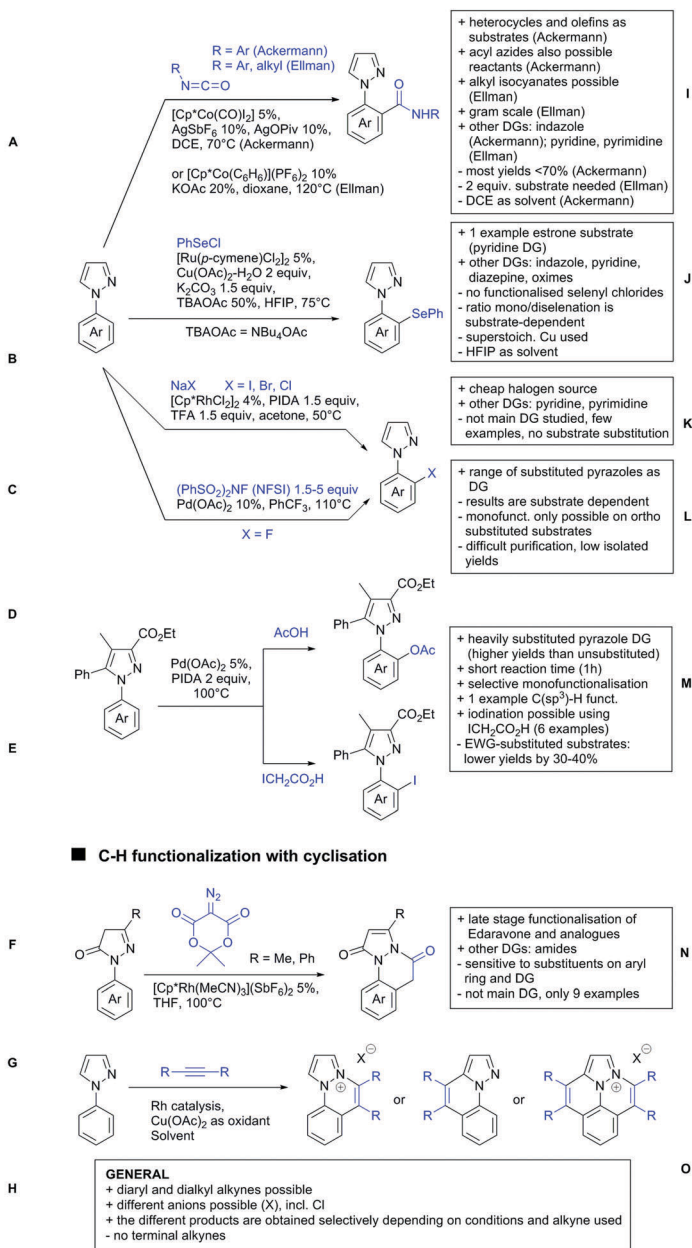 A
R
N=C=O
R = Ar (Ackermann)
R = Ar, alkyl (Ellman)
[Cp*Co(CO)I₂] 5%,
AgSbF₆ 10%, AgOPiv 10%,
DCE, 70°C (Ackermann)
or [Cp*Co(C₆H₆)](PF₆)₂ 10%
KOAc 20%, dioxane, 120°C (Ellman)
N
N
O
NHR
Ar
+ heterocycles and olefins as
substrates (Ackermann)
+ acyl azides also possible
reactants (Ackermann)
+ alkyl isocyanates possible
(Ellman)
+ gram scale (Ellman)
+ other DGs: indazole
(Ackermann); pyridine, pyrimidine
(Ellman)
- most yields <70% (Ackermann)
- 2 equiv. substrate needed (Ellman)
- DCE as solvent (Ackermann)
I
N
N
Ar
B
PhSeCl
[Ru(p-cymene)Cl₂]₂ 5%,
Cu(OAc)₂-H₂O 2 equiv,
K₂CO₃ 1.5 equiv,
TBAOAc 50%, HFIP, 75°C
TBAOAc = NBu₄OAc
N
N
SePh
Ar
+ 1 example estrone substrate
(pyridine DG)
+ other DGs: indazole, pyridine,
diazepine, oximes
- no functionalised selenyl chlorides
- ratio mono/diselenation is
substrate-dependent
- superstoich. Cu used
- HFIP as solvent
J
NaX X = I, Br, Cl
[Cp*RhCl₂]₂ 4%, PIDA 1.5 equiv,
TFA 1.5 equiv, acetone, 50°C
+ cheap halogen source
+ other DGs: pyridine, pyrimidine
- not main DG studied, few
examples, no substrate substitution
K
C
(PhSO₂)₂NF (NFSI) 1.5-5 equiv
Pd(OAc)₂ 10%, PhCF₃, 110°C
X = F
N
N
X
Ar
+ range of substituted pyrazoles as
DG
- results are substrate dependent
- monofunct. only possible on ortho
substituted substrates
- difficult purification, low isolated
yields
L
D
CO₂Et
Ph
N
N
Ar
Pd(OAc)₂ 5%,
PIDA 2 equiv,
100°C
AcOH
CO₂Et
Ph
N
N
OAc
Ar
E
ICH₂CO₂H
CO₂Et
Ph
N
N
I
Ar
+ heavily substituted pyrazole DG
(higher yields than unsubstituted)
+ short reaction time (1h)
+ selective monofunctionalisation
+ 1 example C(sp³)-H funct.
+ iodination possible using
ICH₂CO₂H (6 examples)
- EWG-substituted substrates:
lower yields by 30-40%
M
■ C-H functionalization with cyclisation
F
R
O
N
N
Ar
N₂
O
O
O
O
R = Me, Ph
[Cp*Rh(MeCN)₃](SbF₆)₂ 5%,
THF, 100°C
R
O
N
N
O
Ar
+ late stage functionalisation of
Edaravone and analogues
+ other DGs: amides
- sensitive to substituents on aryl
ring and DG
- not main DG, only 9 examples
N
G
N
N
R
R
Rh catalysis,
Cu(OAc)₂ as oxidant
Solvent
X⊖
N
N
⊕
R
R
or
R
R
N
N
or
X⊖
R
R
N
N
⊕
R
R
H
GENERAL
+ diaryl and dialkyl alkynes possible
+ different anions possible (X), incl. Cl
+ the different products are obtained selectively depending on conditions and alkyne used
- no terminal alkynes
O